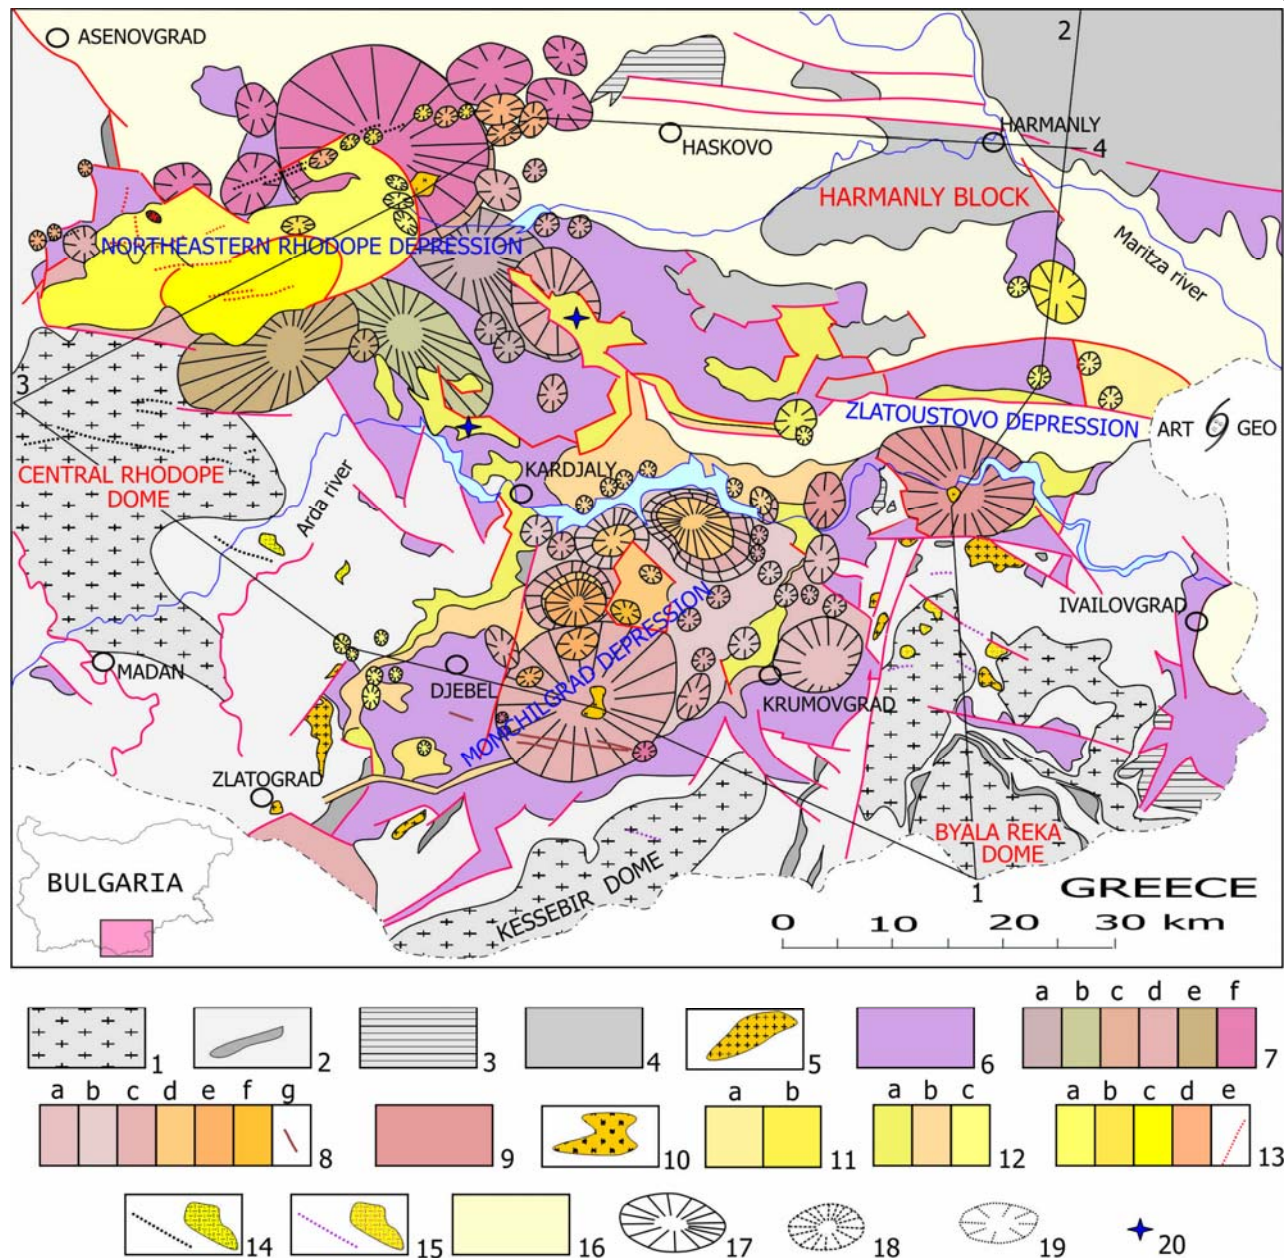 ASENOVGRAD
2
HASKOVO
HARMANLY
4
HARMANLY BLOCK
Maritza river
NORTHEASTERN RHODOPE DEPRESSION
3
ZLATOUSTOVO DEPRESSION
ART GEO
CENTRAL RHODOPE
DOME
KARDJALY
Arda river
IVAILOVGRAD
1
MADAN
DJEBEL
MOMCHILGRAD DEPRESSION
KRUMOVGRAD
ZLATOGRAD
BYALA REKA
DOME
KESSEBIR DOME
1
BULGARIA
GREECE
0 10 20 30 km
a b c d e f
1 2 3 4 5 6 7
a b c d e f g
a b
a b c
a b c d e
8 9 10 11 12 13
14 15 16 17 18 19 20